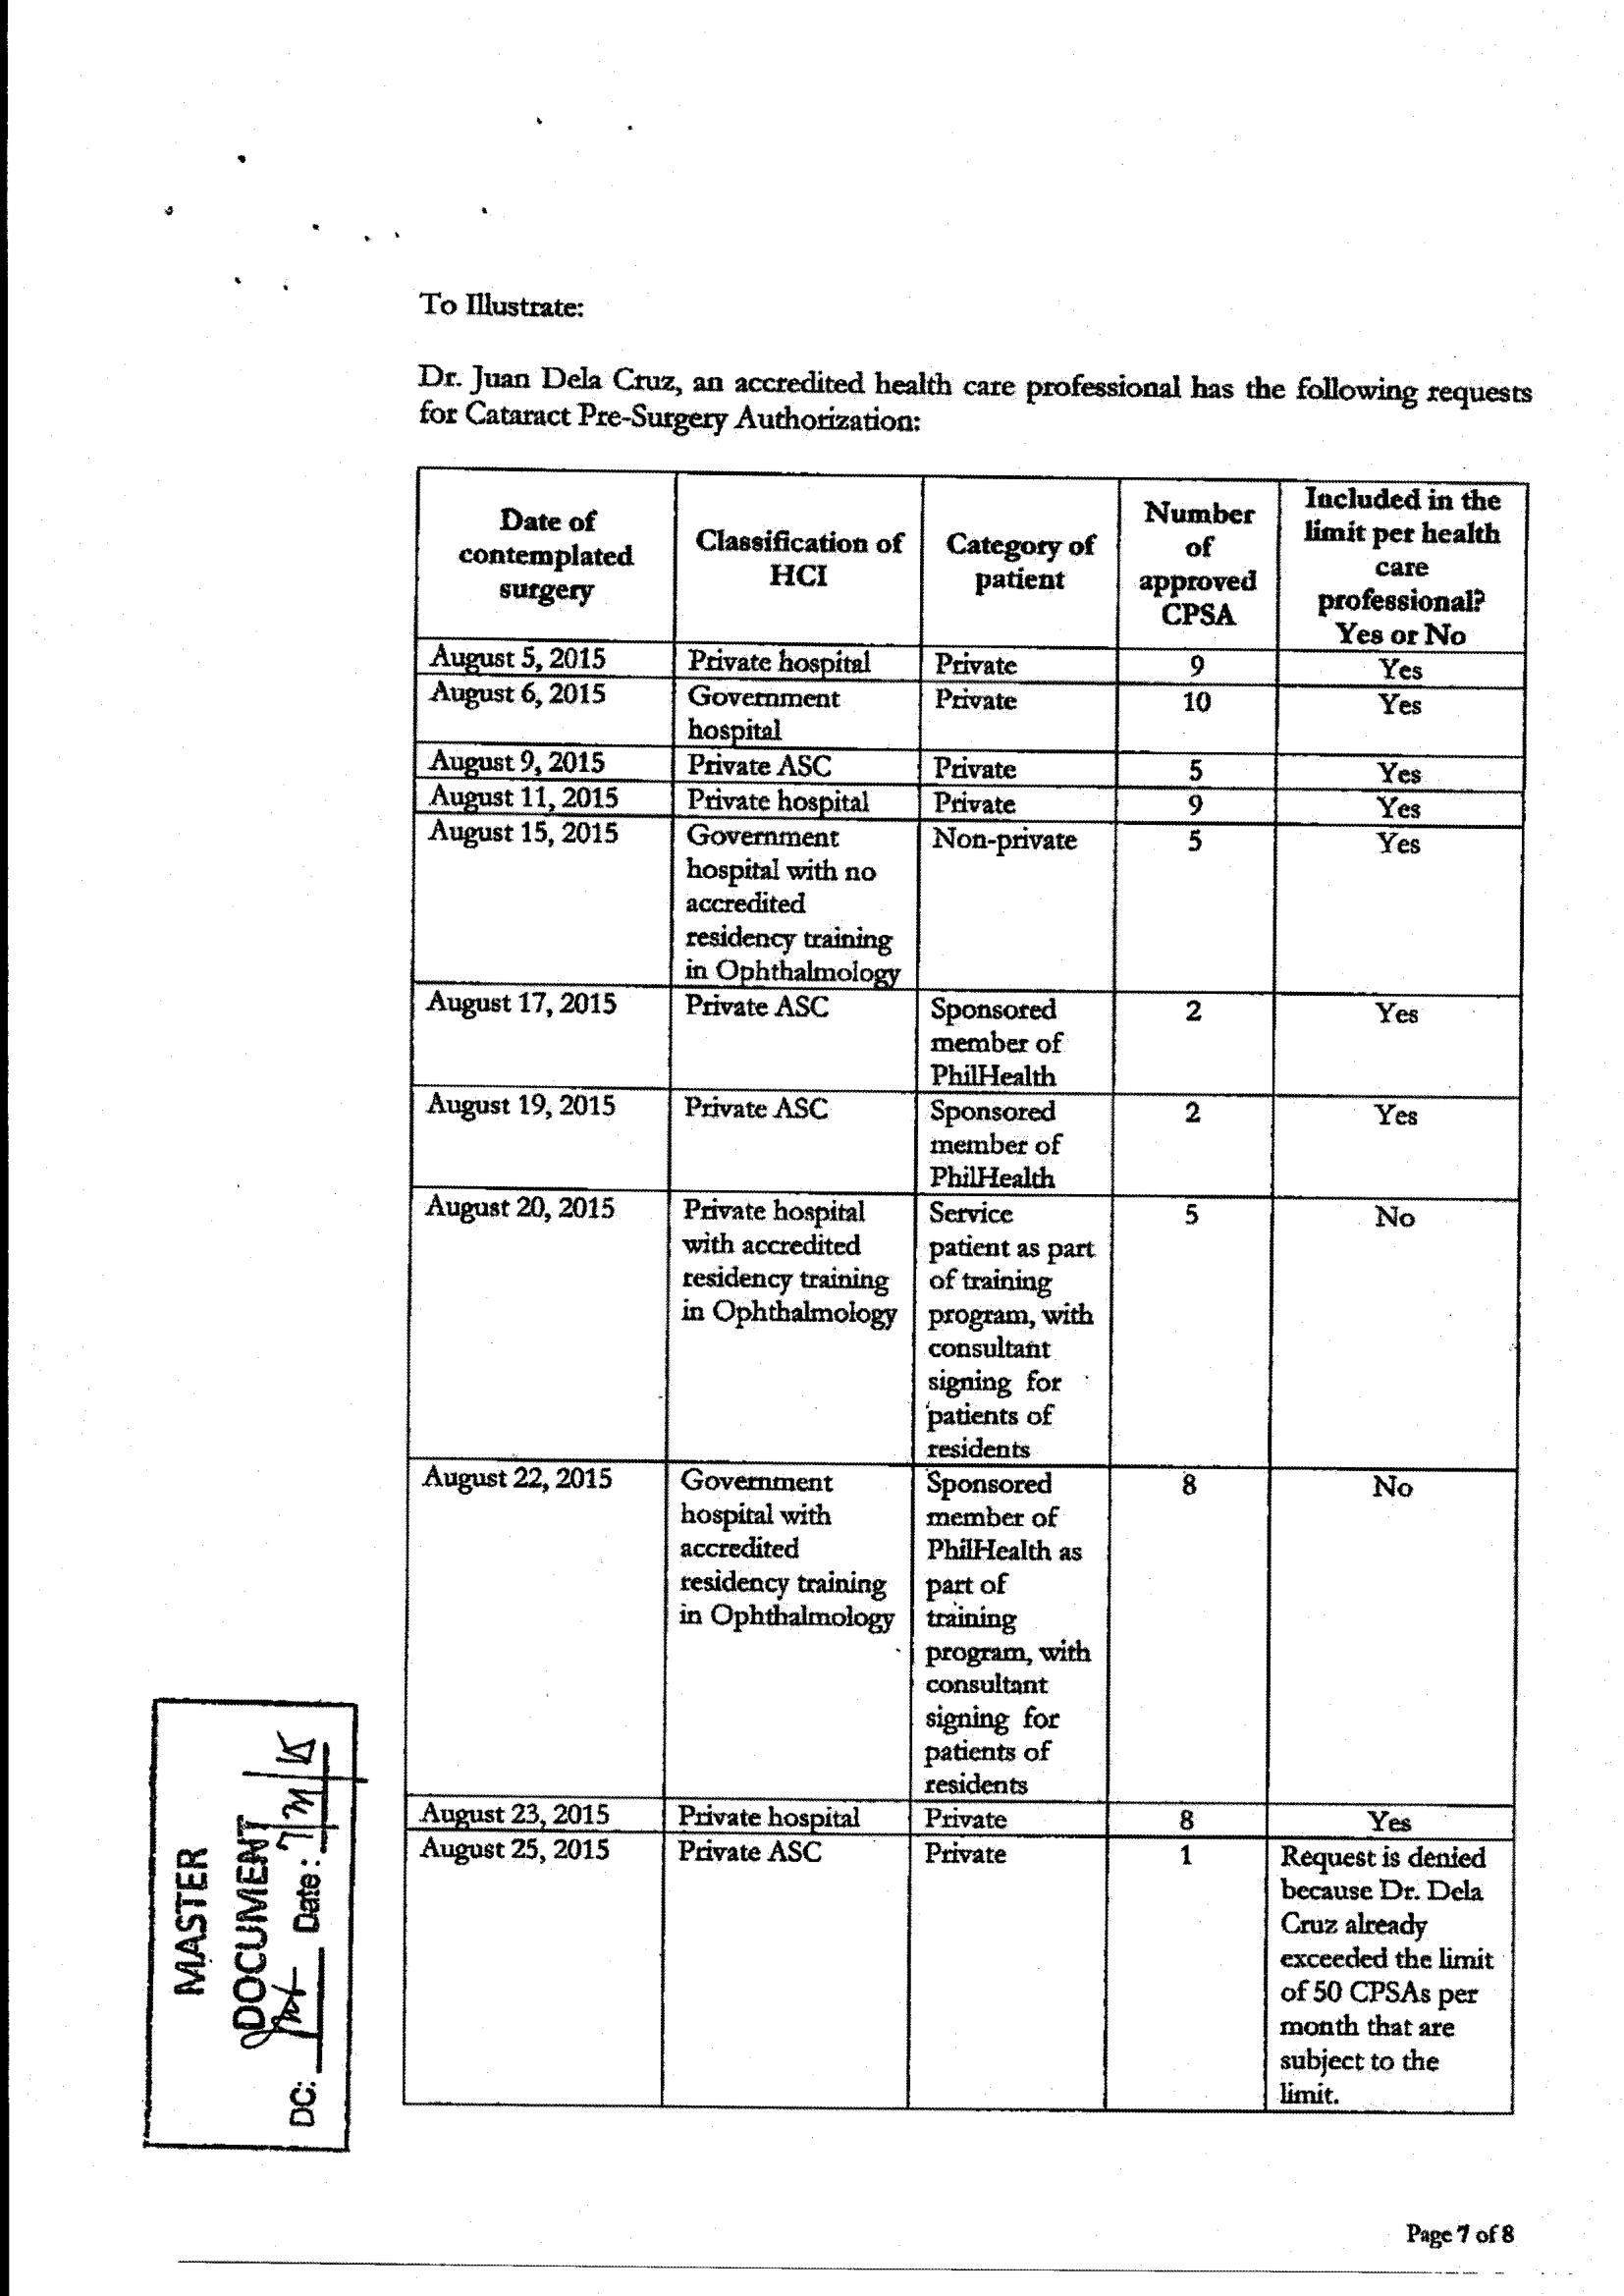 To Illustrate:
Dr. Juan Dela Cruz, an accredited health care professional has the following requests
for Cataract Pre-Surgery Authorization:
Date of
contemplated
surgery
Classification of
HCI
Category of
patient
Number
of
approved
CPSA
Included in the
limit per health
care
professional?
Yes or No
August 5, 2015
Private hospital
Private
9
Yes
August 6, 2015
Government
hospital
Private
10
Yes
August 9, 2015
Private ASC
Private
5
Yes
August 11, 2015
Private hospital
Private
9
Yes
August 15, 2015
Government
hospital with no
accredited
residency training
in Ophthalmology
Non-private
5
Yes
August 17, 2015
Private ASC
Sponsored
member of
PhilHealth
2
Yes
August 19, 2015
Private ASC
Sponsored
member of
PhilHealth
2
Yes
August 20, 2015
Private hospital
with accredited
residency training
in Ophthalmology
Service
patient as part
of training
program, with
consultant
signing for
patients of
residents
5
No
August 22, 2015
Government
hospital with
accredited
residency training
in Ophthalmology
Sponsored
member of
PhilHealth as
part of
training
program, with
consultant
signing for
patients of
residents
8
No
August 23, 2015
Private hospital
Private
8
Yes
August 25, 2015
Private ASC
Private
1
Request is denied
because Dr. Dela
Cruz already
exceeded the limit
of 50 CPSAs per
month that are
subject to the
limit.
MASTER
DOCUMENT
DC: Date:
Page 7 of 8